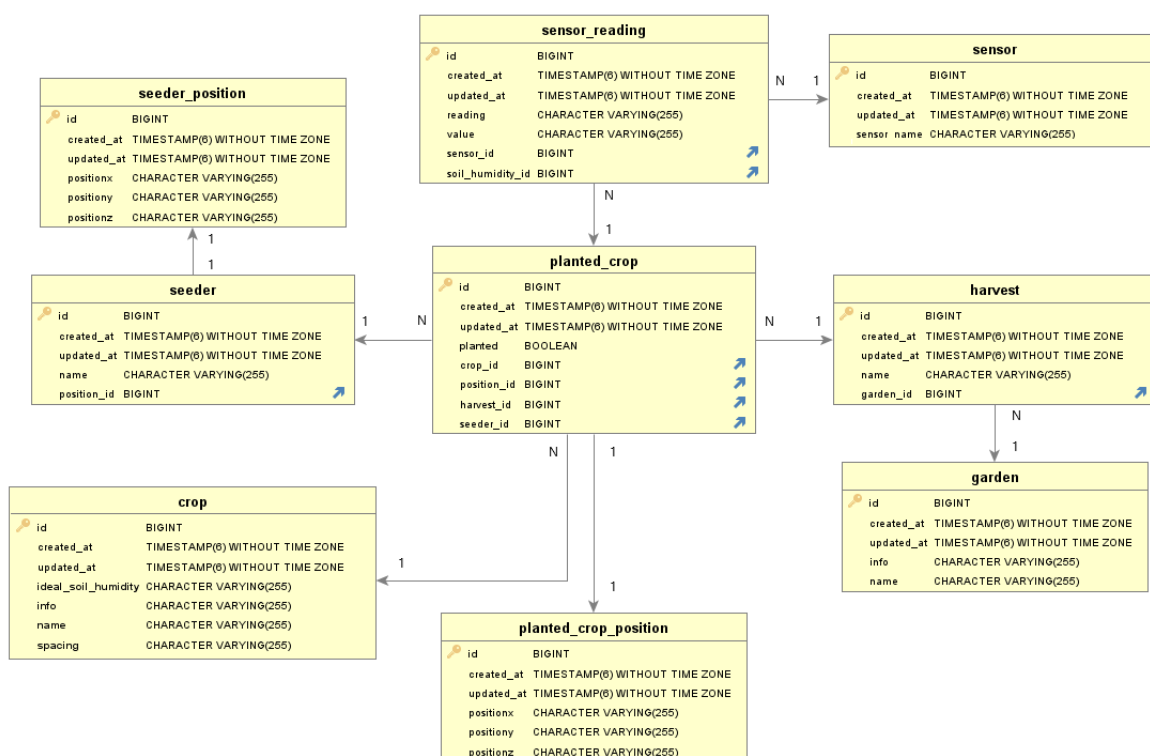 sensor_reading
id BIGINT
created_at TIMESTAMP(6) WITHOUT TIME ZONE
updated_at TIMESTAMP(6) WITHOUT TIME ZONE
reading CHARACTER VARYING(255)
value CHARACTER VARYING(255)
sensor_id BIGINT
soil_humidity_id BIGINT
N 1
sensor
id BIGINT
created_at TIMESTAMP(6) WITHOUT TIME ZONE
updated_at TIMESTAMP(6) WITHOUT TIME ZONE
sensor name CHARACTER VARYING(255)
seeder_position
id BIGINT
created_at TIMESTAMP(6) WITHOUT TIME ZONE
updated_at TIMESTAMP(6) WITHOUT TIME ZONE
positionx CHARACTER VARYING(255)
positiony CHARACTER VARYING(255)
positionz CHARACTER VARYING(255)
1
1
N
1
seeder
id BIGINT
created_at TIMESTAMP(6) WITHOUT TIME ZONE
updated_at TIMESTAMP(6) WITHOUT TIME ZONE
name CHARACTER VARYING(255)
position_id BIGINT
1 N
planted_crop
id BIGINT
created_at TIMESTAMP(6) WITHOUT TIME ZONE
updated_at TIMESTAMP(6) WITHOUT TIME ZONE
planted BOOLEAN
crop_id BIGINT
position_id BIGINT
harvest_id BIGINT
seeder_id BIGINT
N 1
harvest
id BIGINT
created_at TIMESTAMP(6) WITHOUT TIME ZONE
updated_at TIMESTAMP(6) WITHOUT TIME ZONE
name CHARACTER VARYING(255)
garden_id BIGINT
N
1
garden
id BIGINT
created_at TIMESTAMP(6) WITHOUT TIME ZONE
updated_at TIMESTAMP(6) WITHOUT TIME ZONE
info CHARACTER VARYING(255)
name CHARACTER VARYING(255)
N 1
crop
id BIGINT
created_at TIMESTAMP(6) WITHOUT TIME ZONE
updated_at TIMESTAMP(6) WITHOUT TIME ZONE
ideal_soil_humidity CHARACTER VARYING(255)
info CHARACTER VARYING(255)
name CHARACTER VARYING(255)
spacing CHARACTER VARYING(255)
1
1
planted_crop_position
id BIGINT
created_at TIMESTAMP(6) WITHOUT TIME ZONE
updated_at TIMESTAMP(6) WITHOUT TIME ZONE
positionx CHARACTER VARYING(255)
positiony CHARACTER VARYING(255)
positionz CHARACTER VARYING(255)